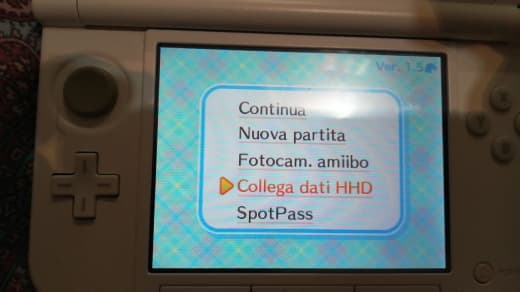 Ver. 1.5
Continua
Nuova partita
Fotocam. amiibo
Collega dati HHD
SpotPass